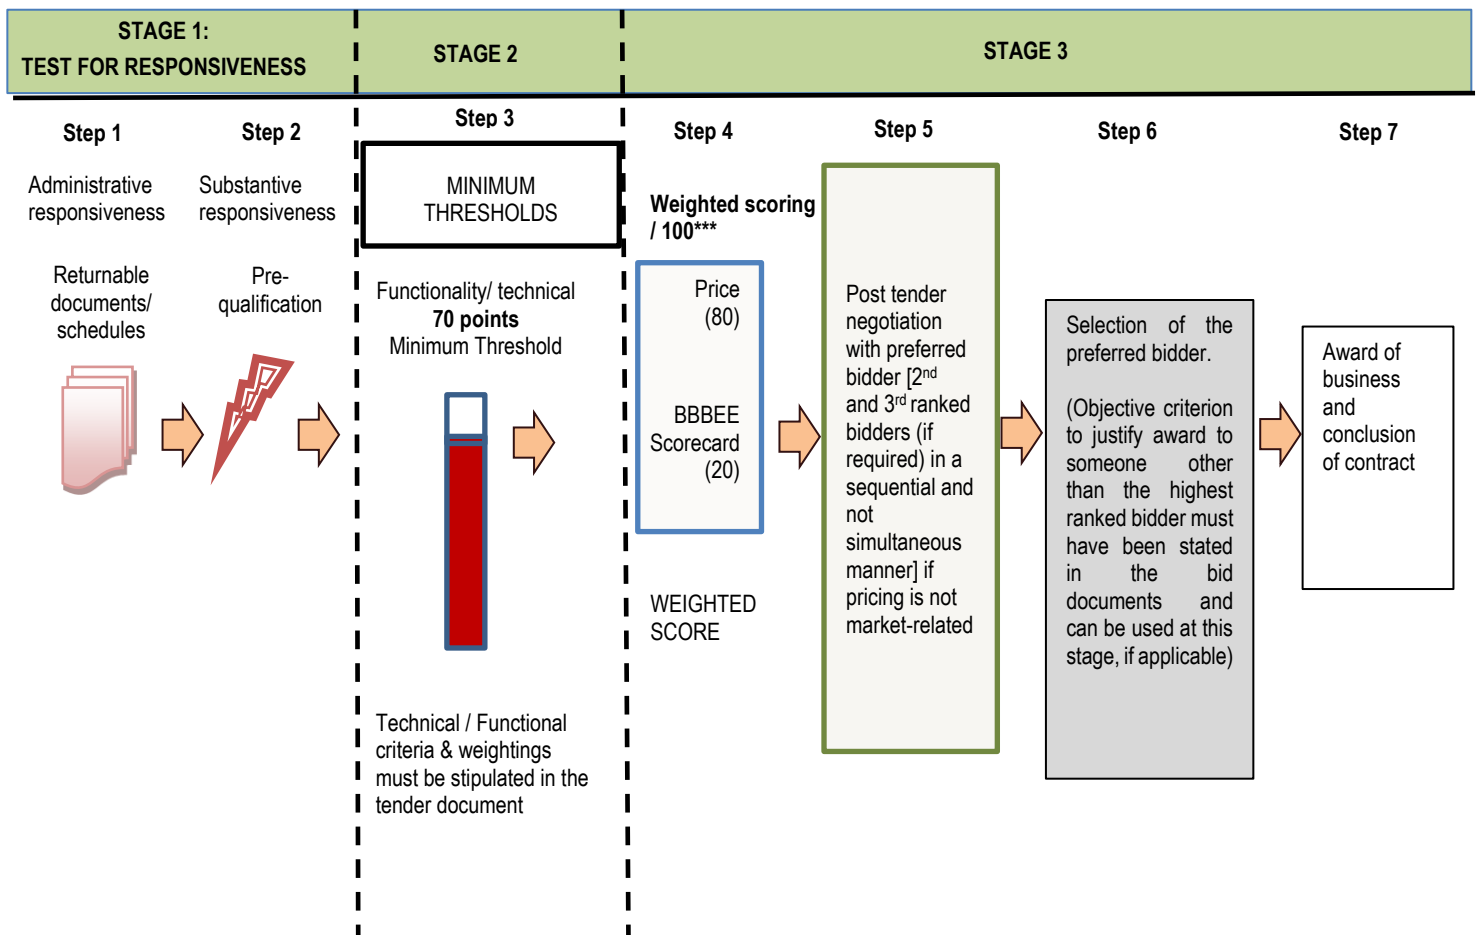 STAGE 1:
TEST FOR RESPONSIVENESS
STAGE 2
STAGE 3
Step 1
Administrative
responsiveness
Returnable
documents/
schedules
Step 2
Substantive
responsiveness
Pre-
qualification
Step 3
MINIMUM
THRESHOLDS
Functionality/ technical
70 points
Minimum Threshold
Technical / Functional
criteria & weightings
must be stipulated in the
tender document
Step 4
Weighted scoring
/ 100***
Price
(80)
BBBEE
Scorecard
(20)
WEIGHTED
SCORE
Step 5
Post tender
negotiation
with preferred
bidder [2nd
and 3rd ranked
bidders (if
required) in a
sequential and
not
simultaneous
manner] if
pricing is not
market-related
Step 6
Selection of the
preferred bidder.
(Objective criterion
to justify award to
someone other
than the highest
ranked bidder must
have been stated
in the bid
documents and
can be used at this
stage, if applicable)
Step 7
Award of
business
and
conclusion
of contract